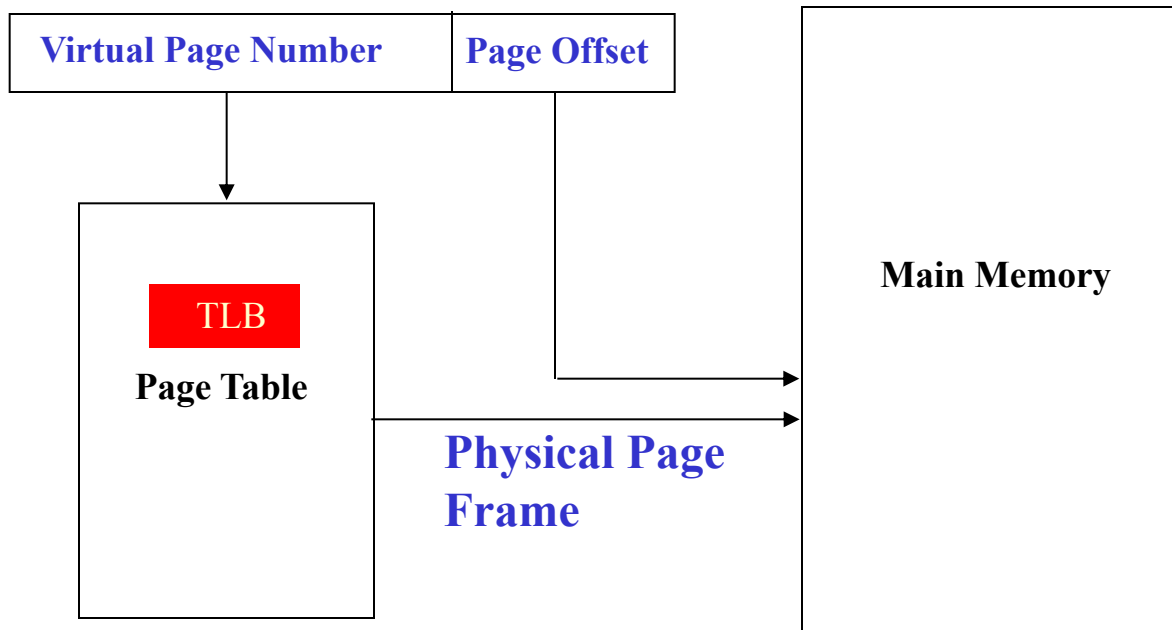 Virtual Page Number
Page Offset
TLB
Page Table
Main Memory
Physical Page
Frame